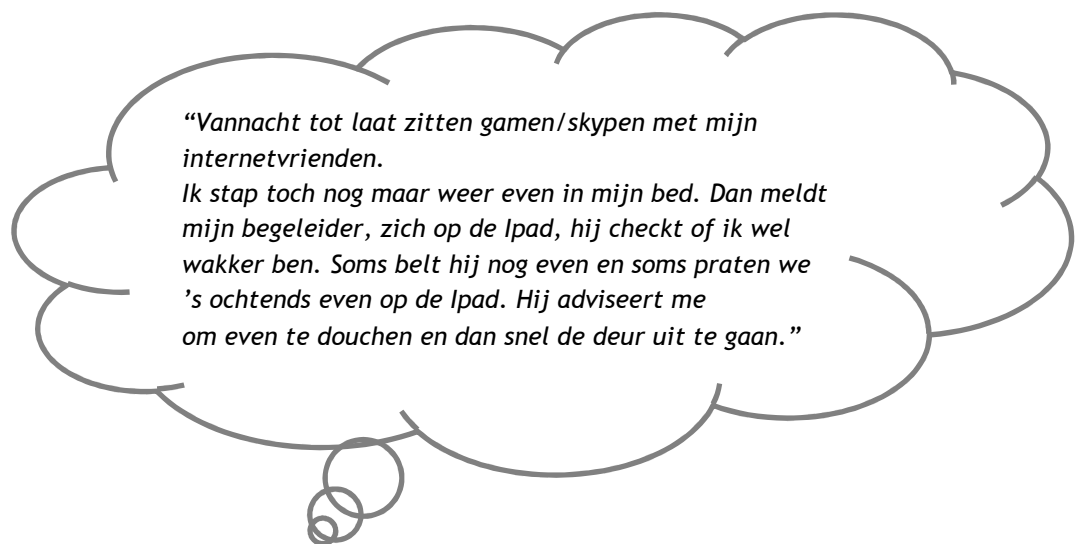 “Vannacht tot laat zitten gamen/skypen met mijn
internetvrienden.
Ik stap toch nog maar weer even in mijn bed. Dan meldt
mijn begeleider, zich op de Ipad, hij checkt of ik wel
wakker ben. Soms belt hij nog even en soms praten we
’s ochtends even op de Ipad. Hij adviseert me
om even te douchen en dan snel de deur uit te gaan.”